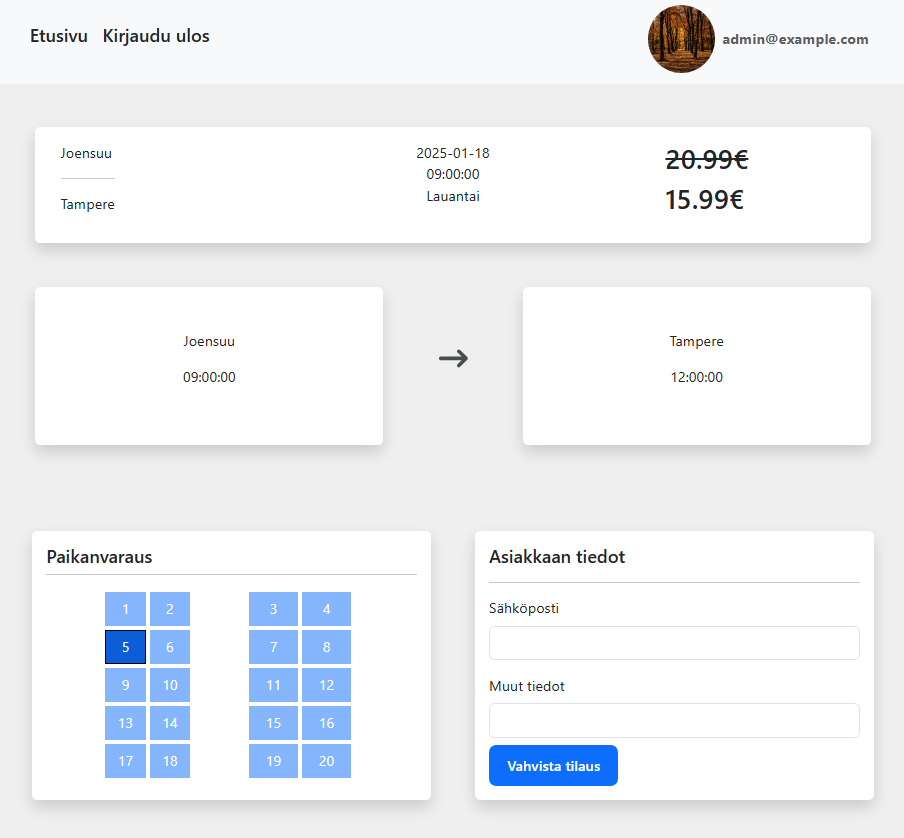 Etusivu Kirjaudu ulos admin@example.com
Joensuu
Tampere
2025-01-18
09:00:00
Lauantai
20.99€
15.99€
Joensuu
09:00:00
Tampere
12:00:00
Paikanvaraus
1 2 3 4
5 6 7 8
9 10 11 12
13 14 15 16
17 18 19 20
Asiakkaan tiedot
Sähköposti
Muut tiedot
Vahvista tilaus